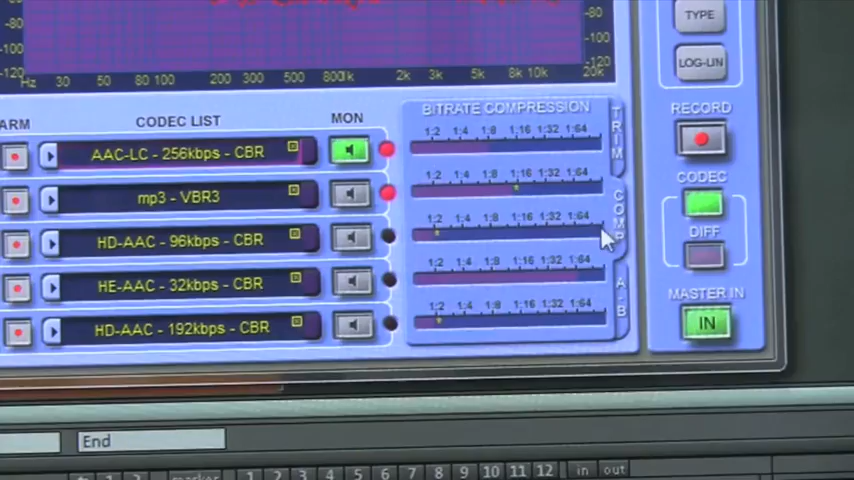 -80
-100
-120
Hz 30 50 80 100 200 300 500 800 1k 2k 3k 5k 8k 10k 20k
-80
-100
-120
TYPE
LOG-LIN
ARM CODEC LIST MON BITRATE COMPRESSION RECORD
AAC-LC - 256kbps - CBR 1:2 1:4 1:8 1:16 1:32 1:64 TRIM
mp3 - VBR3 1:2 1:4 1:8 1:16 1:32 1:64 CODEC
HD-AAC - 96kbps - CBR 1:2 1:4 1:8 1:16 1:32 1:64 COMP DIFF
HE-AAC - 32kbps - CBR 1:2 1:4 1:8 1:16 1:32 1:64 A-B MASTER IN
HD-AAC - 192kbps - CBR 1:2 1:4 1:8 1:16 1:32 1:64 IN
End
marker 1 2 3 4 5 6 7 8 9 10 11 12 in out